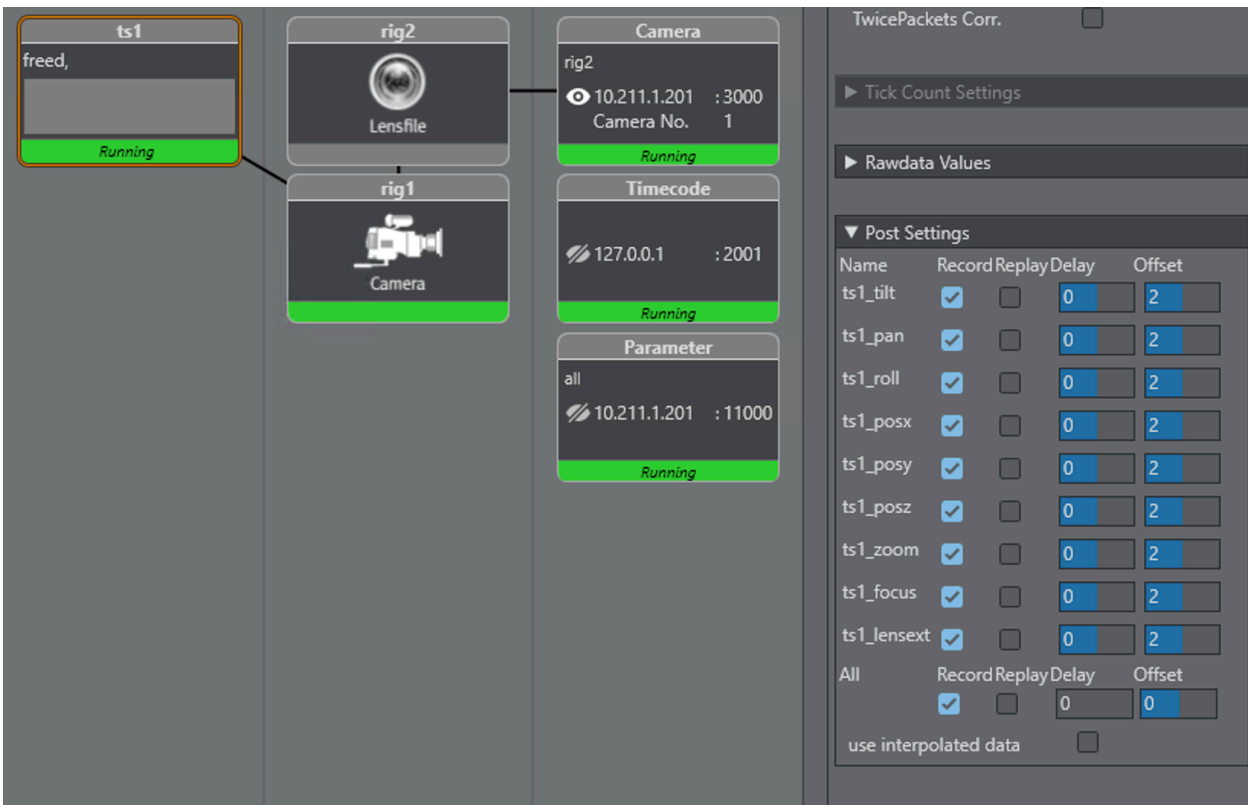 ts1
freed,
Running
rig2
Lensfile
rig1
Camera
Camera
rig2
10.211.1.201 :3000
Camera No. 1
Running
Timecode
127.0.0.1 :2001
Running
Parameter
all
10.211.1.201 :11000
Running
TwicePackets Corr.
Tick Count Settings
Rawdata Values
Post Settings
Name Record Replay Delay Offset
ts1_tilt 0 2
ts1_pan 0 2
ts1_roll 0 2
ts1_posx 0 2
ts1_posy 0 2
ts1_posz 0 2
ts1_zoom 0 2
ts1_focus 0 2
ts1_lensext 0 2
All Record Replay Delay Offset
0 0
use interpolated data